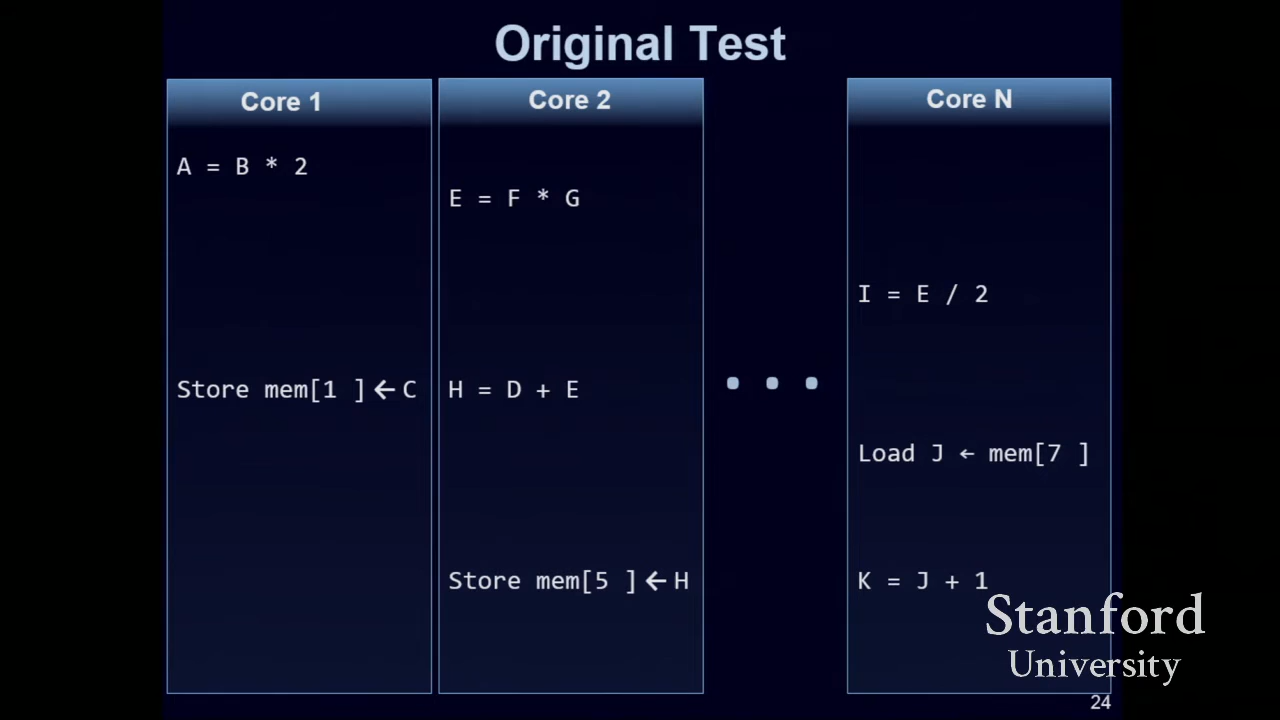 Original Test
Core 1
A = B * 2
Store mem[1 ] ← C
Core 2
E = F * G
H = D + E
Store mem[5 ] ← H
Core N
I = E / 2
Load J ← mem[7 ]
K = J + 1
Stanford
University
24